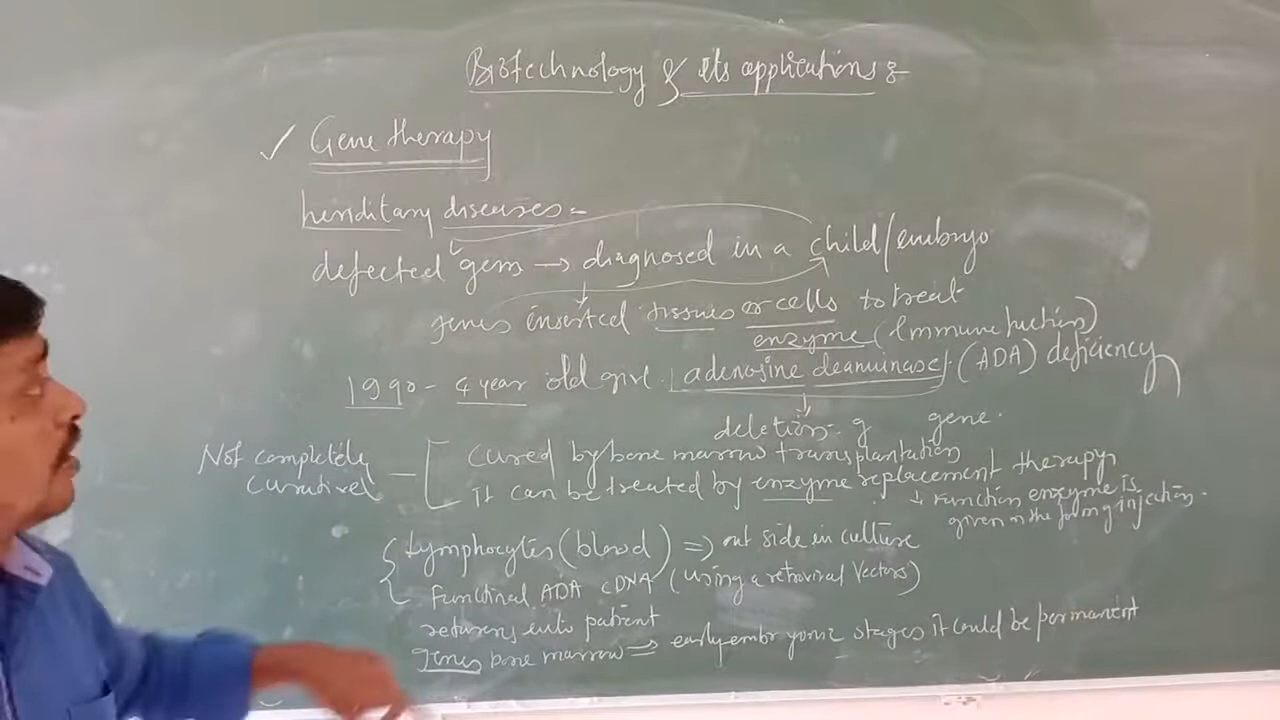 Biotechnology & its applications :-
✓ Gene therapy
hereditary diseases =
defected gens → diagnosed in a child/embryo
genes inserted tissues or cells to treat
enzyme (Immune function)
1990 - 4 year old girl. adenosine deaminase. (ADA) deficiency
deletion of gene.
Not completely curative
cured by bone marrow transplantation
It can be treated by enzyme replacement therapy
↓ Function enzyme is given in the form of injection.
Lymphocytes (blood) ⇒ out side in culture
Functinal ADA cDNA (using a retroviral Vectors)
returens into patient
genes bone marrow ⇒ early embryonic stages it could be permanent